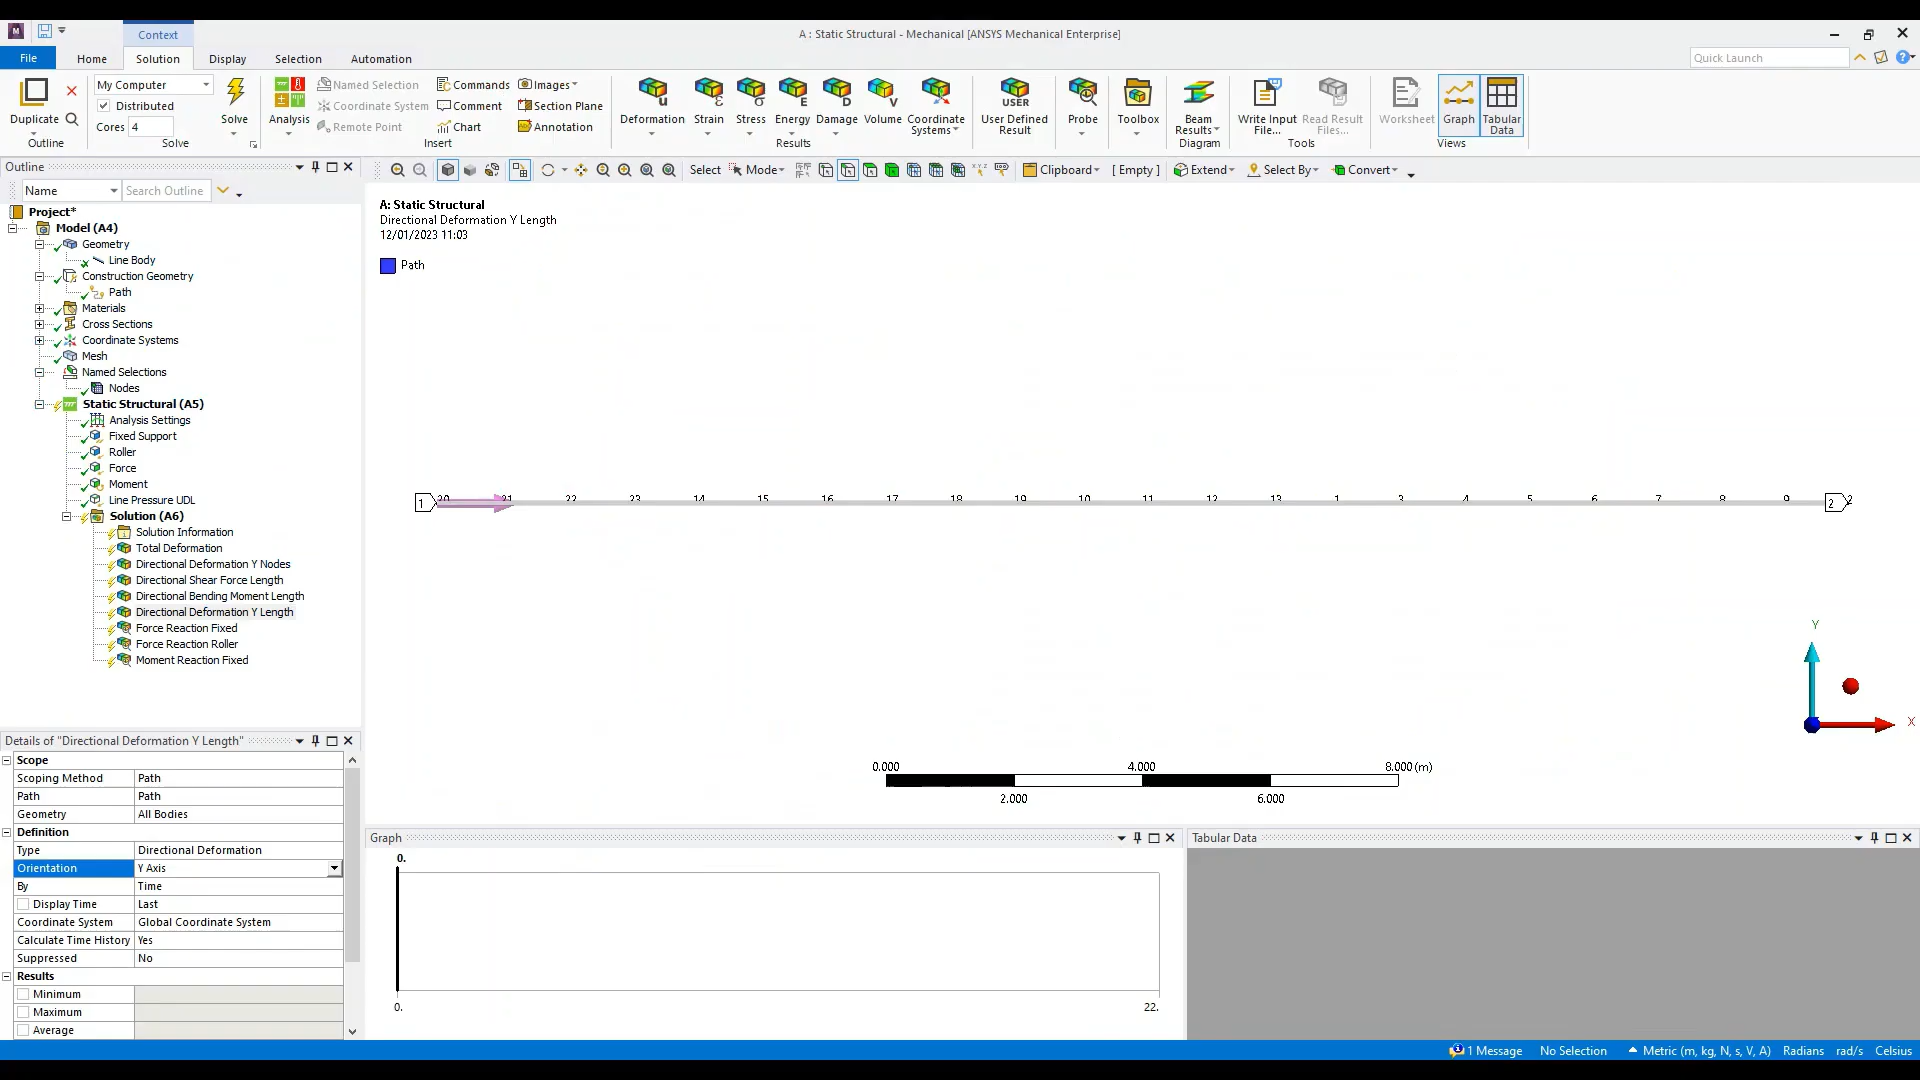 Context
A : Static Structural - Mechanical [ANSYS Mechanical Enterprise]
File Home Solution Display Selection Automation
Quick Launch
Duplicate
Outline
My Computer
Distributed
Cores 4
Solve
Solve
Analysis
Named Selection
Coordinate System
Remote Point
Commands
Comment
Chart
Images
Section Plane
Annotation
Insert
Deformation Strain Stress Energy Damage Volume Coordinate Systems
Results
USER
User Defined Result
Probe
Toolbox
Beam Results
Diagram
Write Input File...
Read Result Files...
Tools
Worksheet
Graph
Tabular Data
Views
Outline
Name Search Outline
Select Mode Clipboard [ Empty ] Extend Select By Convert
Project*
Model (A4)
Geometry
Line Body
Construction Geometry
Path
Materials
Cross Sections
Coordinate Systems
Mesh
Named Selections
Nodes
Static Structural (A5)
Analysis Settings
Fixed Support
Roller
Force
Moment
Line Pressure UDL
Solution (A6)
Solution Information
Total Deformation
Directional Deformation Y Nodes
Directional Shear Force Length
Directional Bending Moment Length
Directional Deformation Y Length
Force Reaction Fixed
Force Reaction Roller
Moment Reaction Fixed
A: Static Structural
Directional Deformation Y Length
12/01/2023 11:03
Path
1 20 21 22 23 14 15 16 17 18 19 10 11 12 13 1 3 4 5 6 7 8 9 2 2
Y
X
0.000 4.000 8.000 (m)
2.000 6.000
Details of "Directional Deformation Y Length"
Scope
Scoping Method Path
Path Path
Geometry All Bodies
Definition
Type Directional Deformation
Orientation Y Axis
By Time
Display Time Last
Coordinate System Global Coordinate System
Calculate Time History Yes
Suppressed No
Results
Minimum
Maximum
Average
Graph
0.
0. 22.
Tabular Data
1 Message No Selection Metric (m, kg, N, s, V, A) Radians rad/s Celsius